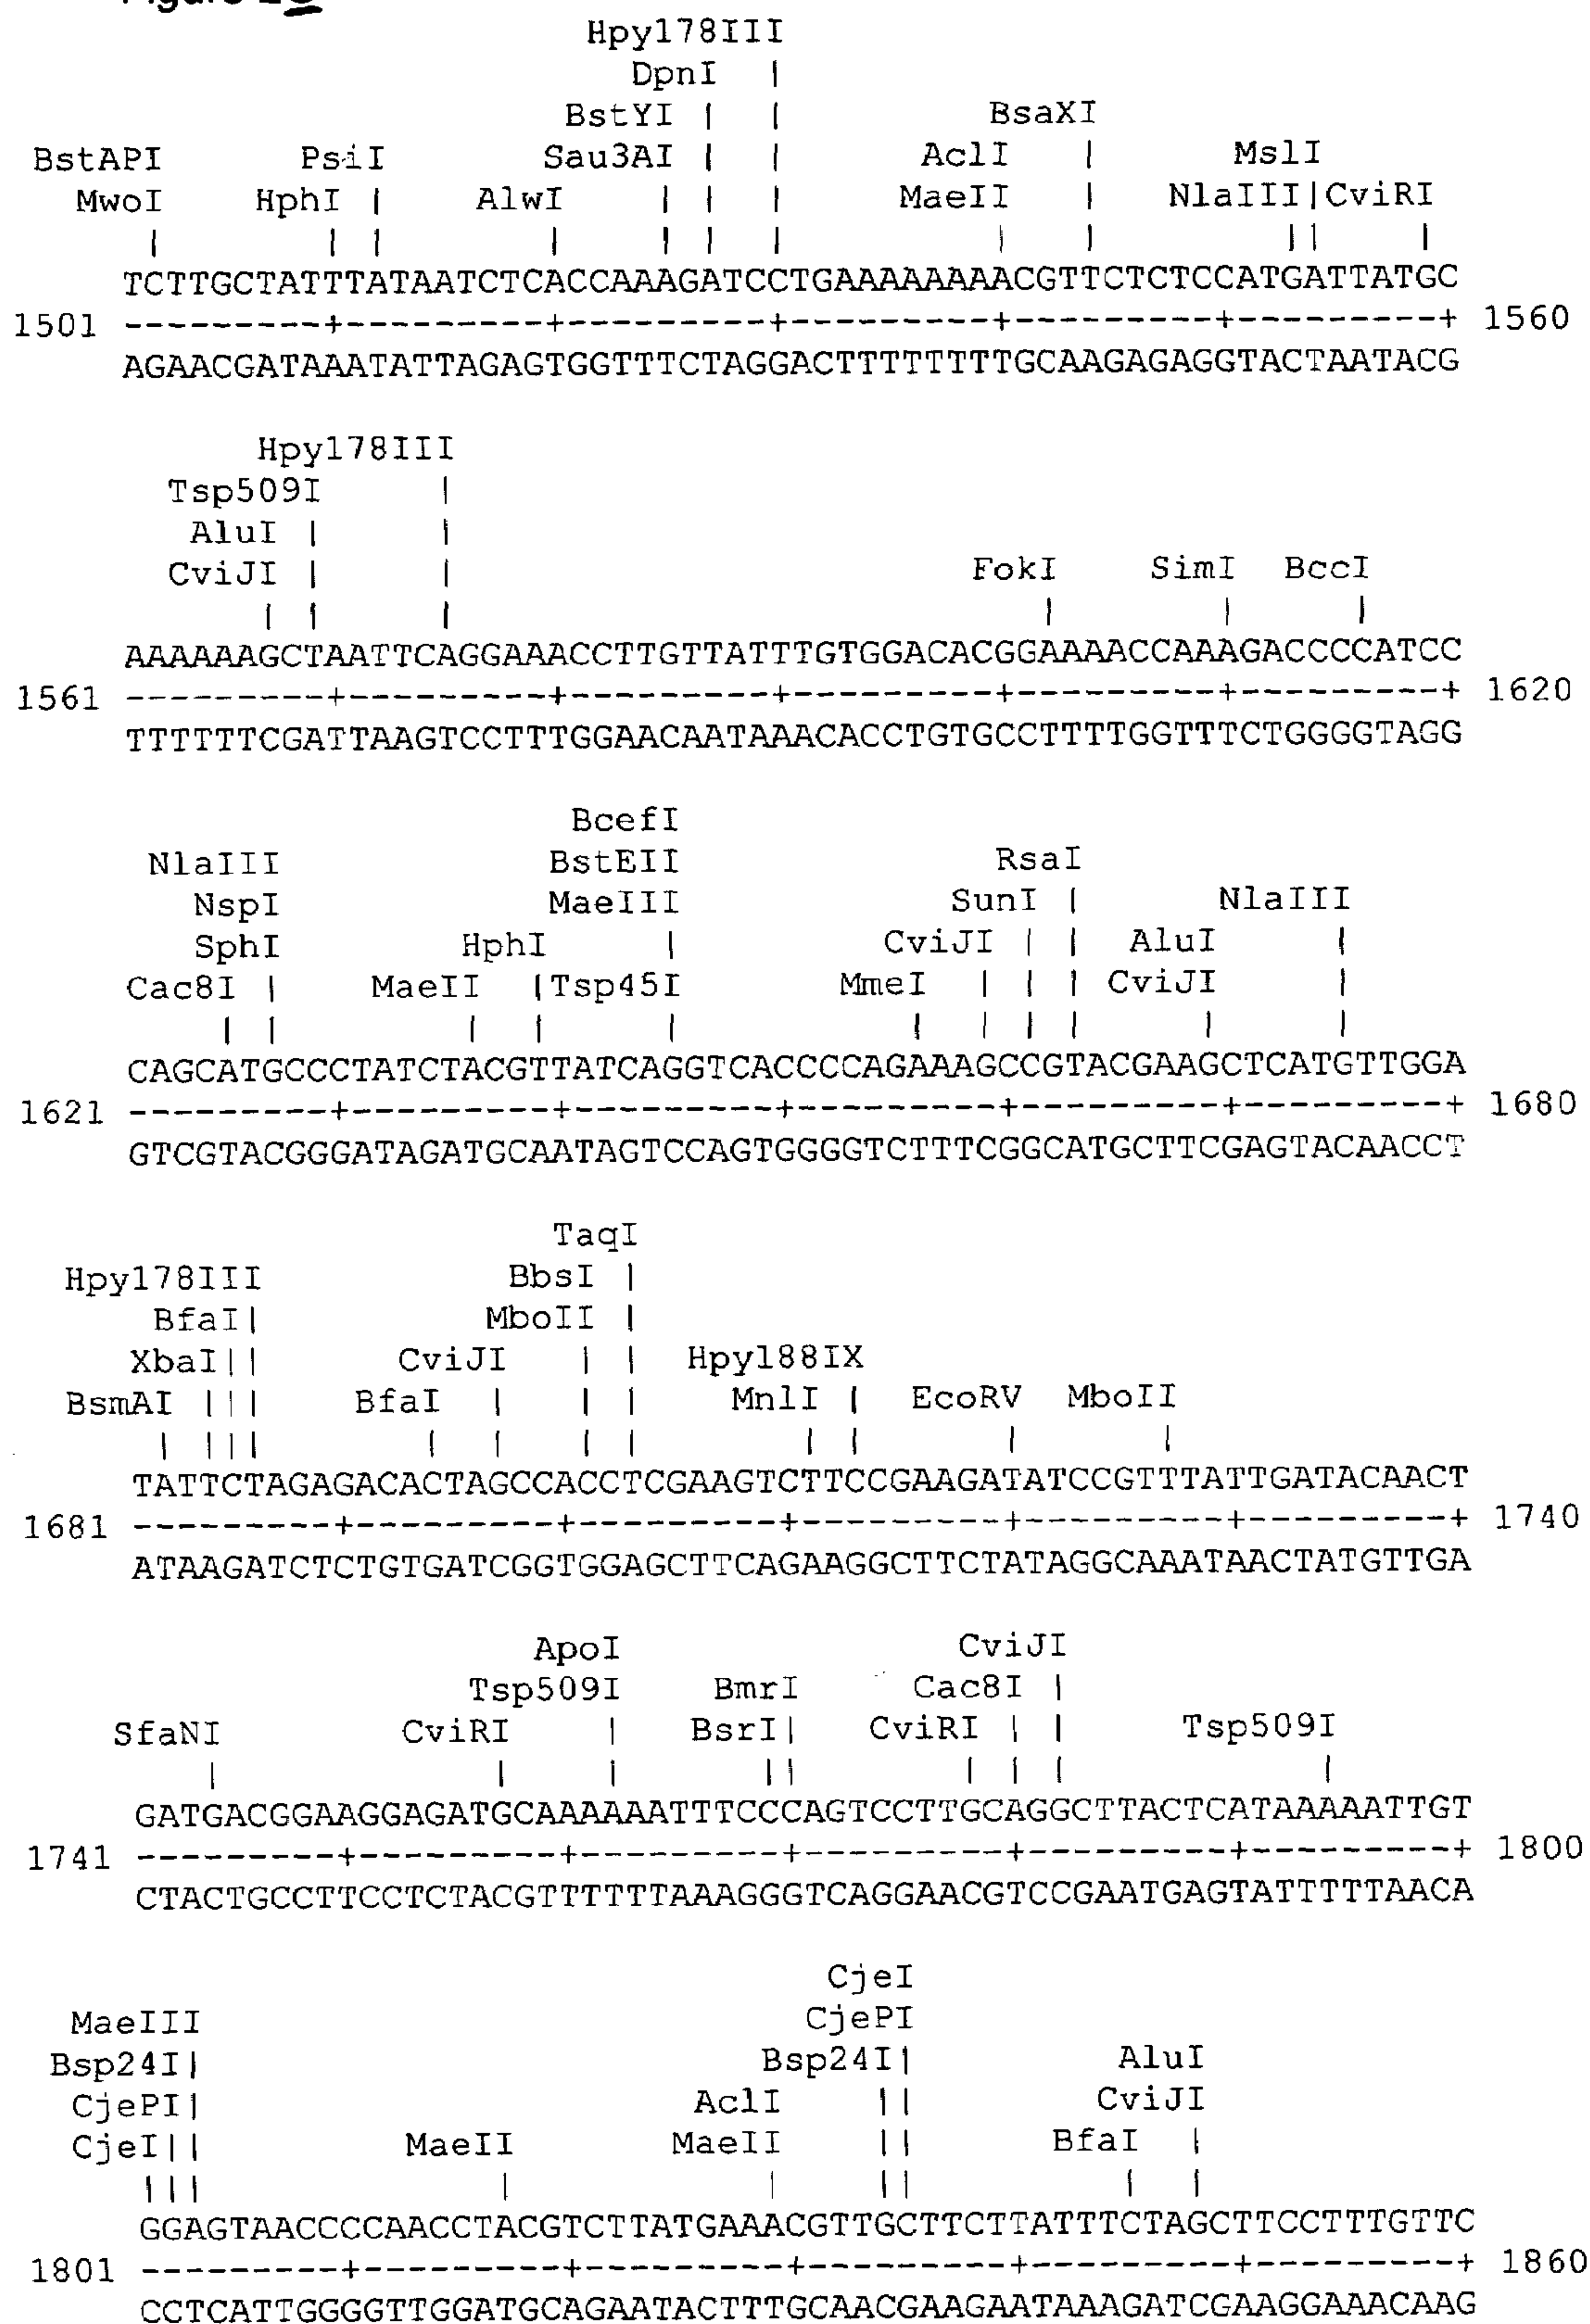 Figure 2
Hpy178III
DpnI |
BstYI | | BsaXI
BstAPI PsiI Sau3AI | | AclI | MslI
MwoI HphI | AlwI | | | MaeII | NlaIII|CviRI
| | | | | | | | | | | |
TCTTGCTATTTATAATCTCACCAAAGATCCTGAAAAAAAAACGTTCTCTCCATGATTATGC
1501 ---------+---------+---------+---------+---------+---------+ 1560
AGAACGATAAATATTAGAGTGGTTTCTAGGACTTTTTTTTTGCAAGAGAGGTACTAATACG
Hpy178III
Tsp509I |
AluI | |
CviJI | | FokI SimI BccI
| | | | | |
AAAAAAGCTAATTCAGGAAACCTTGTTATTTGTGGACACGGAAAACCAAAGACCCCATCC
1561 ---------+---------+---------+---------+---------+---------+ 1620
TTTTTTCGATTAAGTCCTTTGGAACAATAAACACCTGTGCCTTTTGGTTTCTGGGGTAGG
BcefI
NlaIII BstEII RsaI
NspI MaeIII SunI | NlaIII
SphI HphI | CviJI | | AluI |
Cac8I | MaeII |Tsp45I MmeI | | | CviJI |
| | | | | | | | | | |
CAGCATGCCCTATCTACGTTATCAGGTCACCCCAGAAAGCCGTACGAAGCTCATGTTGGA
1621 ---------+---------+---------+---------+---------+---------+ 1680
GTCGTACGGGATAGATGCAATAGTCCAGTGGGGTCTTTCGGCATGCTTCGAGTACAACCT
TaqI
Hpy178III BbsI |
BfaI| MboII |
XbaI|| CviJI | | Hpy188IX
BsmAI ||| BfaI | | | MnlI | EcoRV MboII
| ||| | | | | | | | |
TATTCTAGAGACACTAGCCACCTCGAAGTCTTCCGAAGATATCCGTTTATTGATACAACT
1681 ---------+---------+---------+---------+---------+---------+ 1740
ATAAGATCTCTGTGATCGGTGGAGCTTCAGAAGGCTTCTATAGGCAAATAACTATGTTGA
ApoI CviJI
Tsp509I BmrI Cac8I |
SfaNI CviRI | BsrI| CviRI | | Tsp509I
| | | || | | | |
GATGACGGAAGGAGATGCAAAAAATTTCCCAGTCCTTGCAGGCTTACTCATAAAAATTGT
1741 ---------+---------+---------+---------+---------+---------+ 1800
CTACTGCCTTCCTCTACGTTTTTTAAAGGGTCAGGAACGTCCGAATGAGTATTTTTAACA
CjeI
MaeIII CjePI
Bsp24I| Bsp24I| AluI
CjePI| AclI || CviJI
CjeI|| MaeII MaeII || BfaI |
||| | | || | |
GGAGTAACCCCAACCTACGTCTTATGAAACGTTGCTTCTTATTTCTAGCTTCCTTTGTTC
1801 ---------+---------+---------+---------+---------+---------+ 1860
CCTCATTGGGGTTGGATGCAGAATACTTTGCAACGAAGAATAAAGATCGAAGGAAACAAG